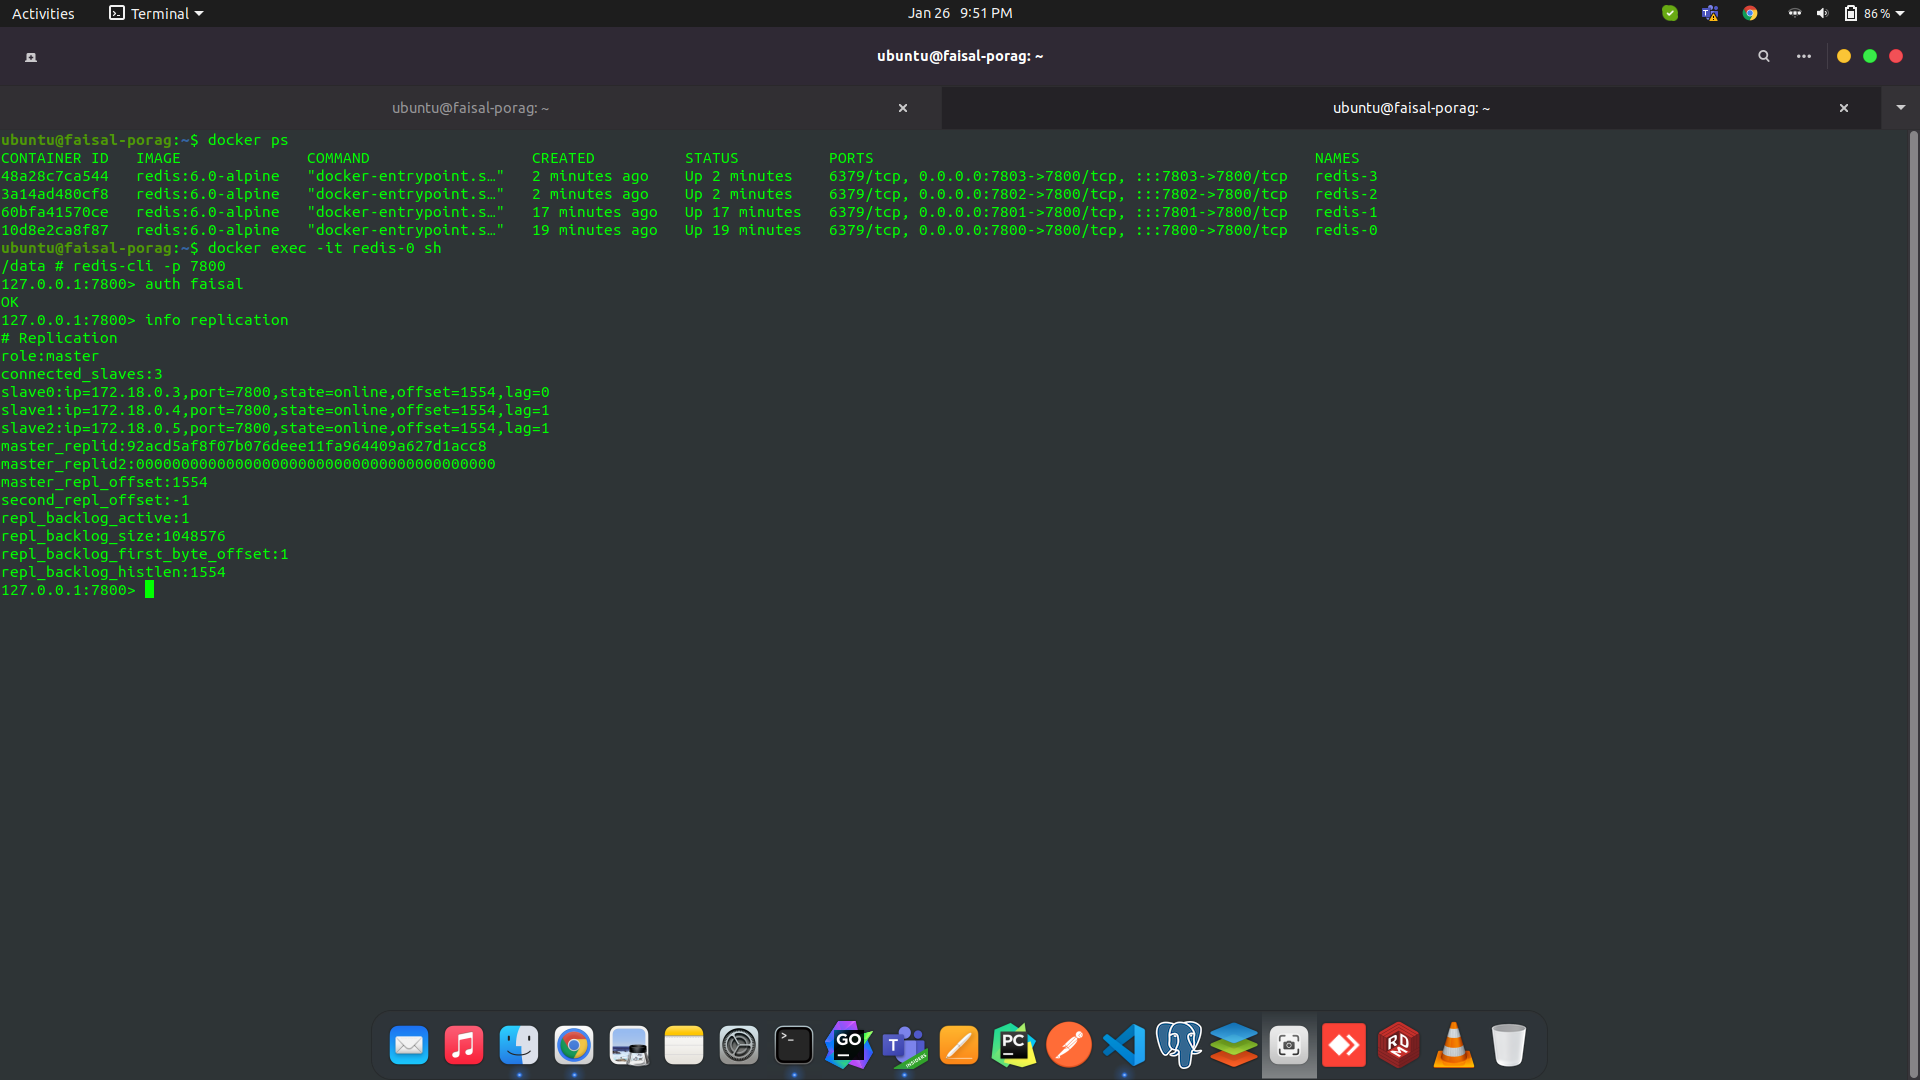 Activities Terminal Jan 26 9:51 PM 86 %
ubuntu@faisal-porag: ~
ubuntu@faisal-porag: ~ ubuntu@faisal-porag: ~
ubuntu@faisal-porag:~$ docker ps
CONTAINER ID IMAGE COMMAND CREATED STATUS PORTS NAMES
48a28c7ca544 redis:6.0-alpine "docker-entrypoint.s…" 2 minutes ago Up 2 minutes 6379/tcp, 0.0.0.0:7803->7800/tcp, :::7803->7800/tcp redis-3
3a14ad480cf8 redis:6.0-alpine "docker-entrypoint.s…" 2 minutes ago Up 2 minutes 6379/tcp, 0.0.0.0:7802->7800/tcp, :::7802->7800/tcp redis-2
60bfa41570ce redis:6.0-alpine "docker-entrypoint.s…" 17 minutes ago Up 17 minutes 6379/tcp, 0.0.0.0:7801->7800/tcp, :::7801->7800/tcp redis-1
10d8e2ca8f87 redis:6.0-alpine "docker-entrypoint.s…" 19 minutes ago Up 19 minutes 6379/tcp, 0.0.0.0:7800->7800/tcp, :::7800->7800/tcp redis-0
ubuntu@faisal-porag:~$ docker exec -it redis-0 sh
/data # redis-cli -p 7800
127.0.0.1:7800> auth faisal
OK
127.0.0.1:7800> info replication
# Replication
role:master
connected_slaves:3
slave0:ip=172.18.0.3,port=7800,state=online,offset=1554,lag=0
slave1:ip=172.18.0.4,port=7800,state=online,offset=1554,lag=1
slave2:ip=172.18.0.5,port=7800,state=online,offset=1554,lag=1
master_replid:92acd5af8f07b076deee11fa964409a627d1acc8
master_replid2:0000000000000000000000000000000000000000
master_repl_offset:1554
second_repl_offset:-1
repl_backlog_active:1
repl_backlog_size:1048576
repl_backlog_first_byte_offset:1
repl_backlog_histlen:1554
127.0.0.1:7800>
>_ GO T INSIDERS PC RDM